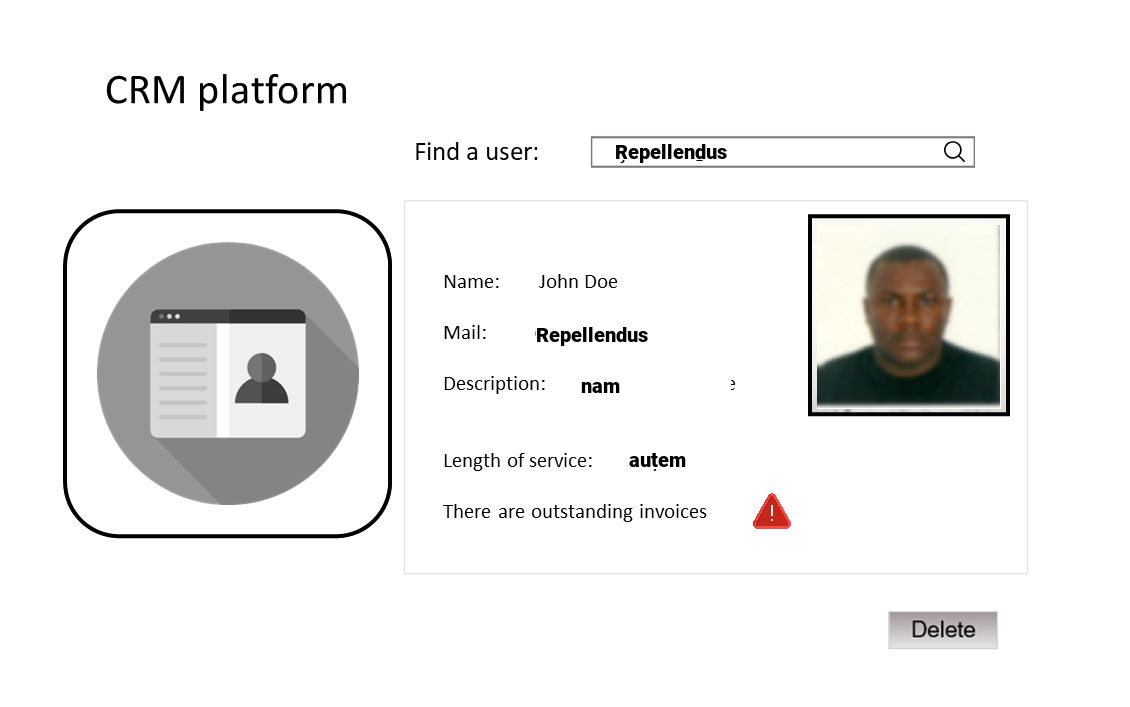 CRM platform
Find a user: Repellendus
Name: John Doe
Mail: Repellendus
Description: nam e
Length of service: autem
There are outstanding invoices
Delete